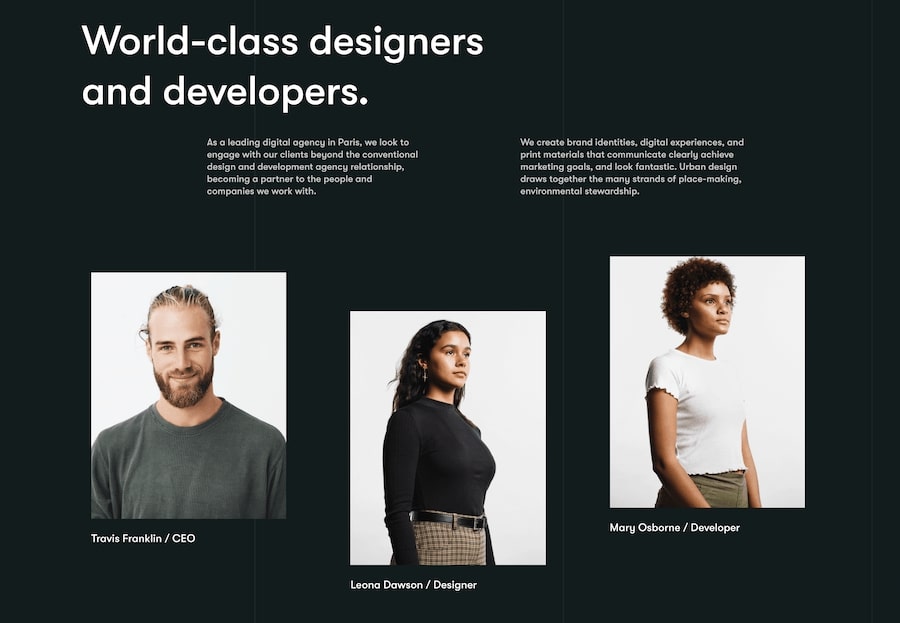 World-class designers
and developers.
As a leading digital agency in Paris, we look to
engage with our clients beyond the conventional
design and development agency relationship,
becoming a partner to the people and
companies we work with.
We create brand identities, digital experiences, and
print materials that communicate clearly achieve
marketing goals, and look fantastic. Urban design
draws together the many strands of place-making,
environmental stewardship.
Travis Franklin / CEO
Leona Dawson / Designer
Mary Osborne / Developer